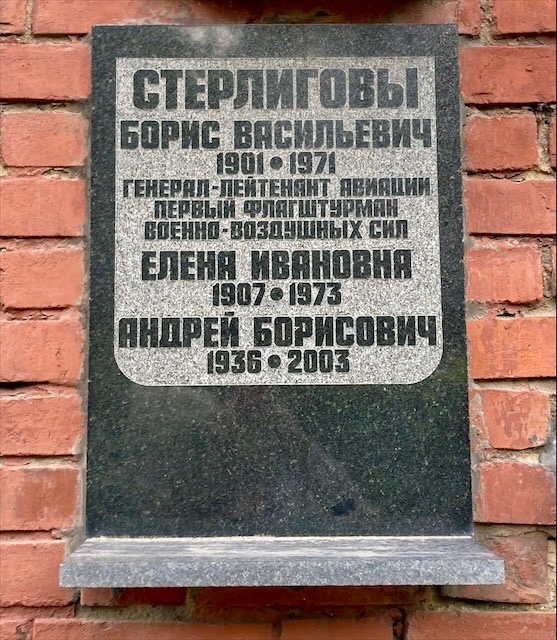 СТЕРЛИГОВЫ
БОРИС ВАСИЛЬЕВИЧ
1901 • 1971
ГЕНЕРАЛ-ЛЕЙТЕНАНТ АВИАЦИИ
ПЕРВЫЙ ФЛАГШТУРМАН
ВОЕННО-ВОЗДУШНЫХ СИЛ
ЕЛЕНА ИВАНОВНА
1907 • 1973
АНДРЕЙ БОРИСОВИЧ
1936 • 2003